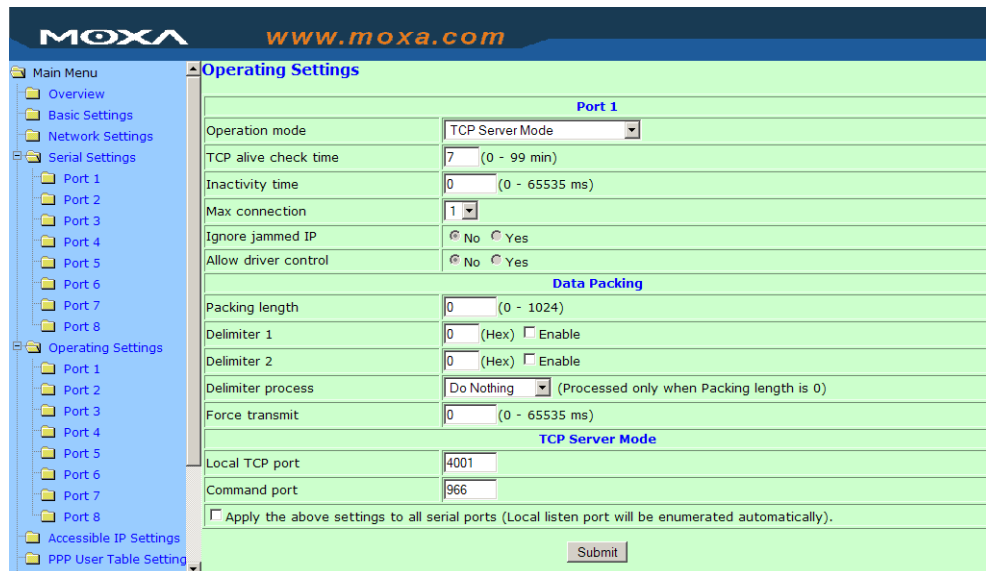 MOXA www.moxa.com
Main Menu
Overview
Basic Settings
Network Settings
Serial Settings
Port 1
Port 2
Port 3
Port 4
Port 5
Port 6
Port 7
Port 8
Operating Settings
Port 1
Port 2
Port 3
Port 4
Port 5
Port 6
Port 7
Port 8
Accessible IP Settings
PPP User Table Setting
Operating Settings
Port 1
Operation mode TCP Server Mode
TCP alive check time 7 (0 - 99 min)
Inactivity time 0 (0 - 65535 ms)
Max connection 1
Ignore jammed IP No Yes
Allow driver control No Yes
Data Packing
Packing length 0 (0 - 1024)
Delimiter 1 0 (Hex) Enable
Delimiter 2 0 (Hex) Enable
Delimiter process Do Nothing (Processed only when Packing length is 0)
Force transmit 0 (0 - 65535 ms)
TCP Server Mode
Local TCP port 4001
Command port 966
Apply the above settings to all serial ports (Local listen port will be enumerated automatically).
Submit